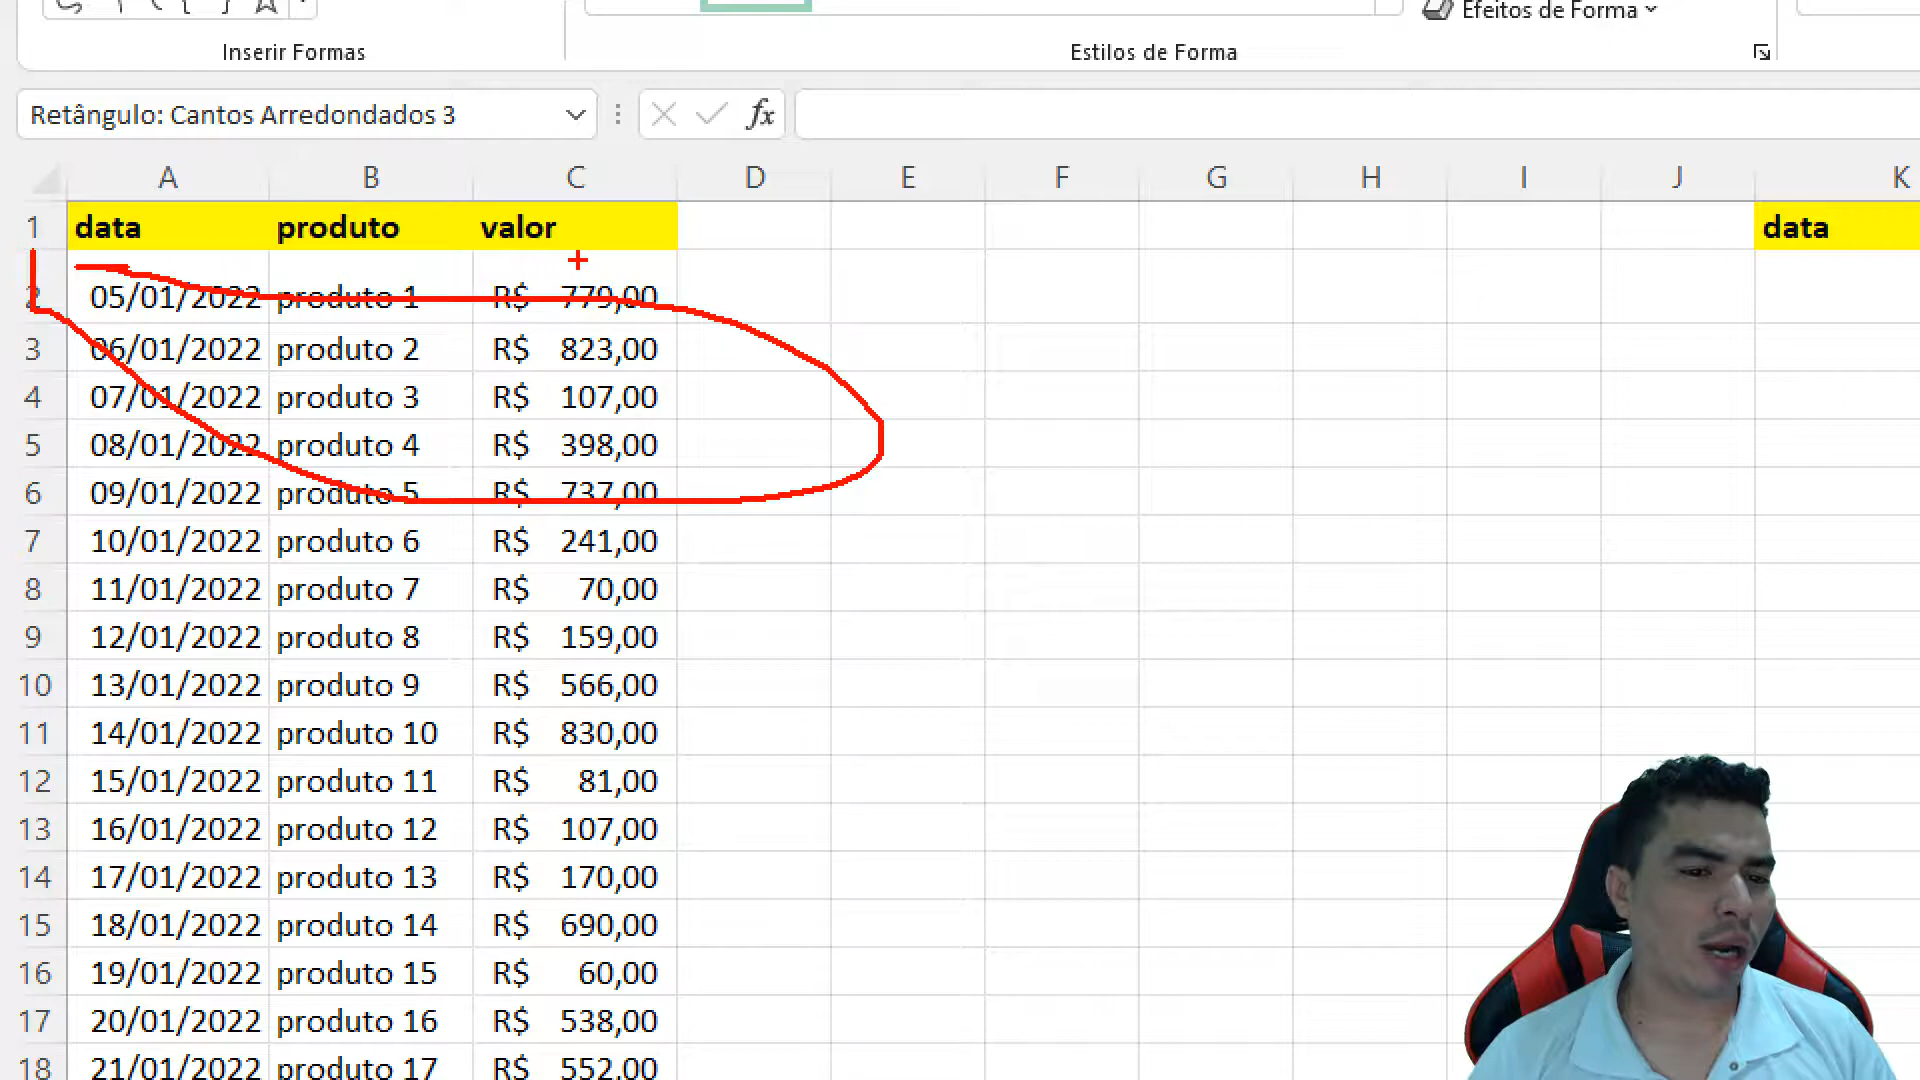 Efeitos de Forma
Inserir Formas
Estilos de Forma
Retângulo: Cantos Arredondados 3
fx
A B C D E F G H I J K
1 data produto valor data
2 05/01/2022 produto 1 R$ 779,00
3 06/01/2022 produto 2 R$ 823,00
4 07/01/2022 produto 3 R$ 107,00
5 08/01/2022 produto 4 R$ 398,00
6 09/01/2022 produto 5 R$ 737,00
7 10/01/2022 produto 6 R$ 241,00
8 11/01/2022 produto 7 R$ 70,00
9 12/01/2022 produto 8 R$ 159,00
10 13/01/2022 produto 9 R$ 566,00
11 14/01/2022 produto 10 R$ 830,00
12 15/01/2022 produto 11 R$ 81,00
13 16/01/2022 produto 12 R$ 107,00
14 17/01/2022 produto 13 R$ 170,00
15 18/01/2022 produto 14 R$ 690,00
16 19/01/2022 produto 15 R$ 60,00
17 20/01/2022 produto 16 R$ 538,00
18 21/01/2022 produto 17 R$ 552,00